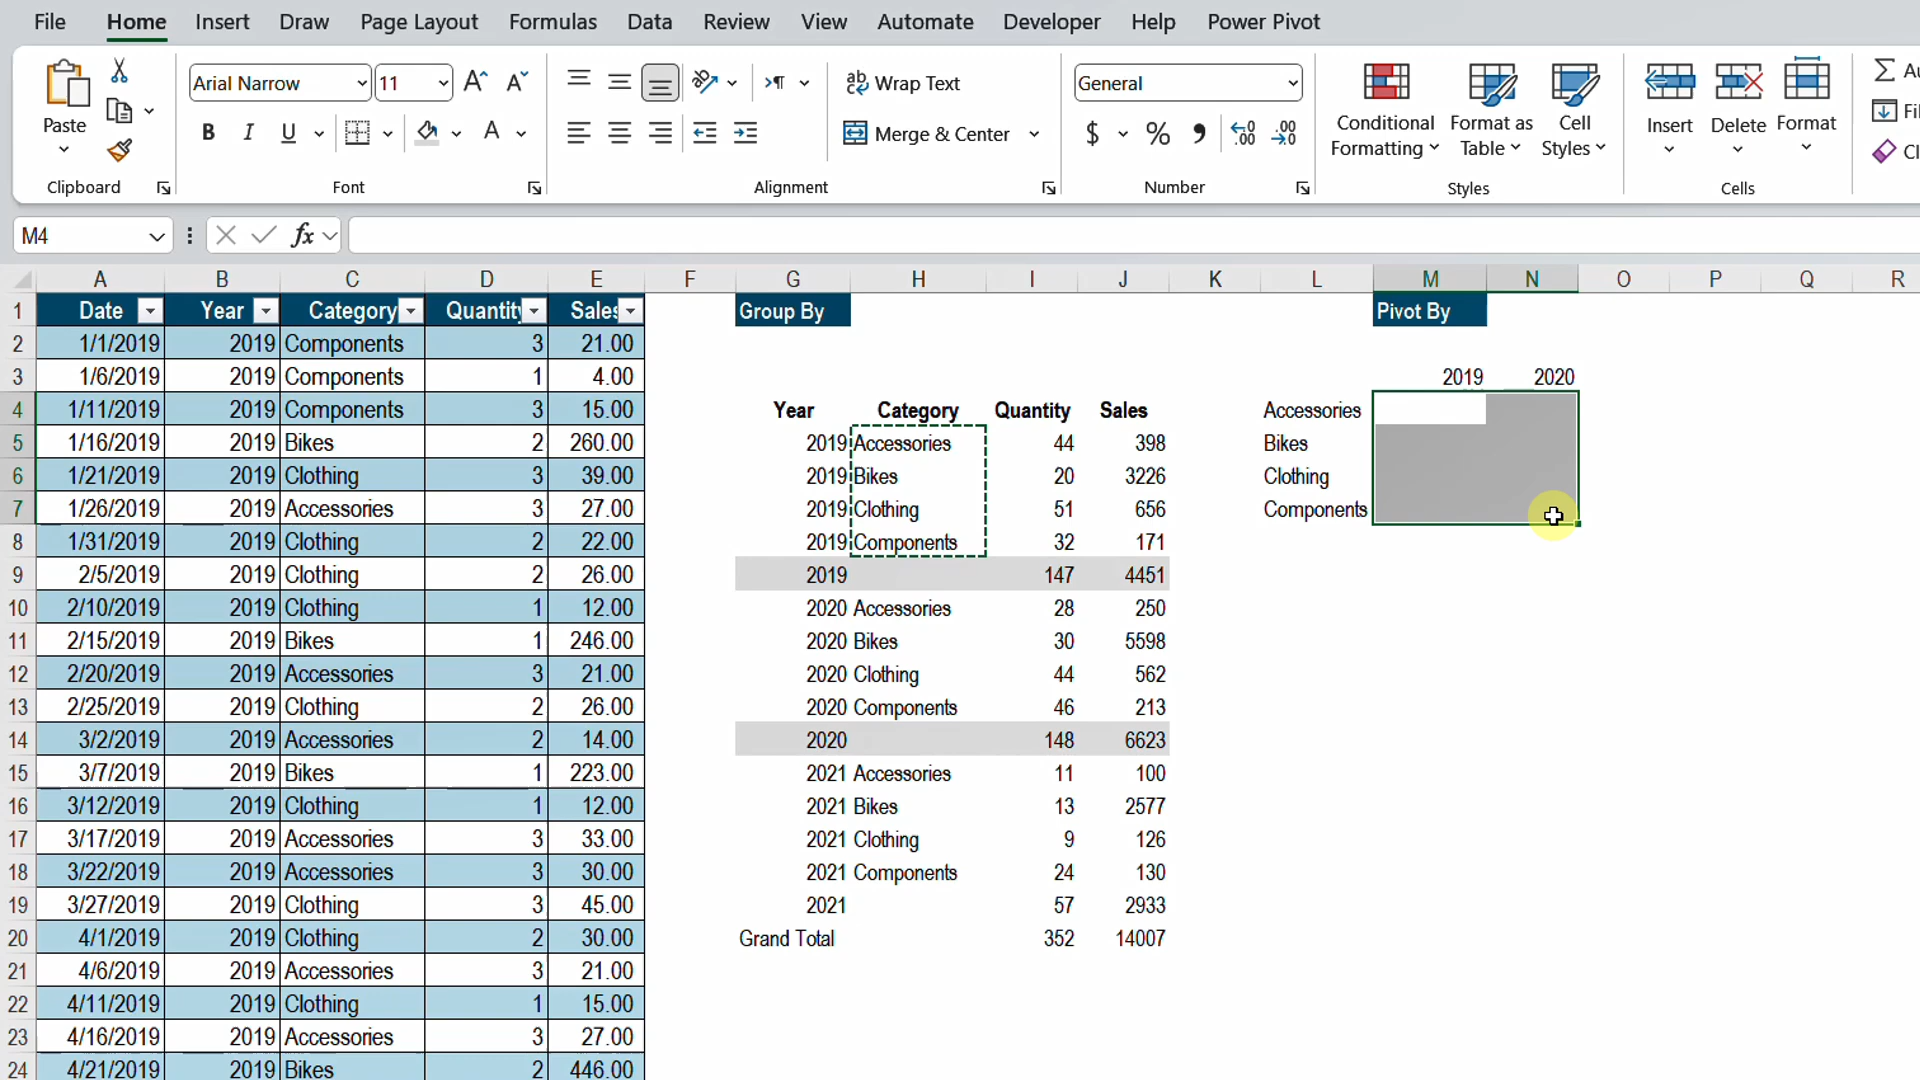 File Home Insert Draw Page Layout Formulas Data Review View Automate Developer Help Power Pivot
Paste
Clipboard
Arial Narrow 11
B I U A
Font
Wrap Text
Merge & Center
Alignment
General
$ % 9
Number
Conditional Formatting
Format as Table
Cell Styles
Styles
Insert Delete Format
Cells
M4 fx
A B C D E F G H I J K L M N O P Q R
1 Date Year Category Quantity Sales Group By Pivot By
2 1/1/2019 2019 Components 3 21.00
3 1/6/2019 2019 Components 1 4.00 2019 2020
4 1/11/2019 2019 Components 3 15.00 Year Category Quantity Sales Accessories
5 1/16/2019 2019 Bikes 2 260.00 2019 Accessories 44 398 Bikes
6 1/21/2019 2019 Clothing 3 39.00 2019 Bikes 20 3226 Clothing
7 1/26/2019 2019 Accessories 3 27.00 2019 Clothing 51 656 Components
8 1/31/2019 2019 Clothing 2 22.00 2019 Components 32 171
9 2/5/2019 2019 Clothing 2 26.00 2019 147 4451
10 2/10/2019 2019 Clothing 1 12.00 2020 Accessories 28 250
11 2/15/2019 2019 Bikes 1 246.00 2020 Bikes 30 5598
12 2/20/2019 2019 Accessories 3 21.00 2020 Clothing 44 562
13 2/25/2019 2019 Clothing 2 26.00 2020 Components 46 213
14 3/2/2019 2019 Accessories 2 14.00 2020 148 6623
15 3/7/2019 2019 Bikes 1 223.00 2021 Accessories 11 100
16 3/12/2019 2019 Clothing 1 12.00 2021 Bikes 13 2577
17 3/17/2019 2019 Accessories 3 33.00 2021 Clothing 9 126
18 3/22/2019 2019 Accessories 3 30.00 2021 Components 24 130
19 3/27/2019 2019 Clothing 3 45.00 2021 57 2933
20 4/1/2019 2019 Clothing 2 30.00 Grand Total 352 14007
21 4/6/2019 2019 Accessories 3 21.00
22 4/11/2019 2019 Clothing 1 15.00
23 4/16/2019 2019 Accessories 3 27.00
24 4/21/2019 2019 Bikes 2 446.00